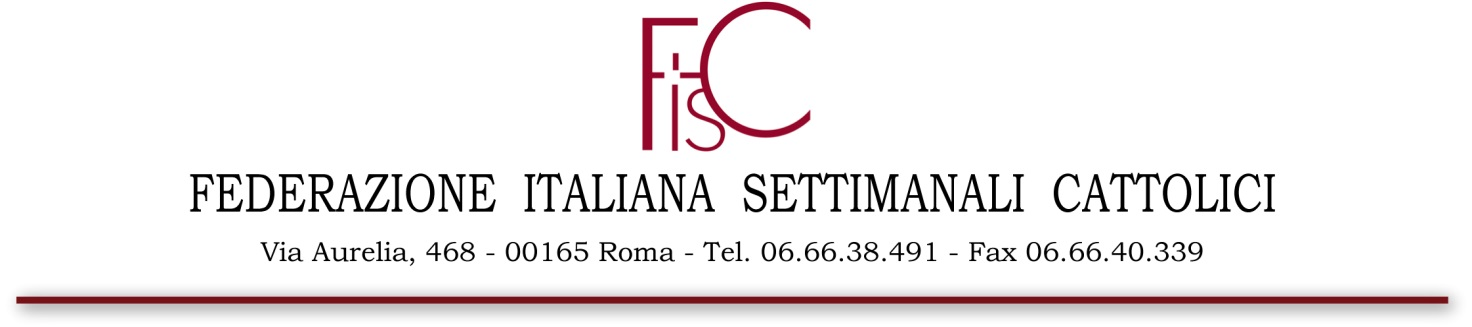 FisC
FEDERAZIONE ITALIANA SETTIMANALI CATTOLICI
Via Aurelia, 468 - 00165 Roma - Tel. 06.66.38.491 - Fax 06.66.40.339